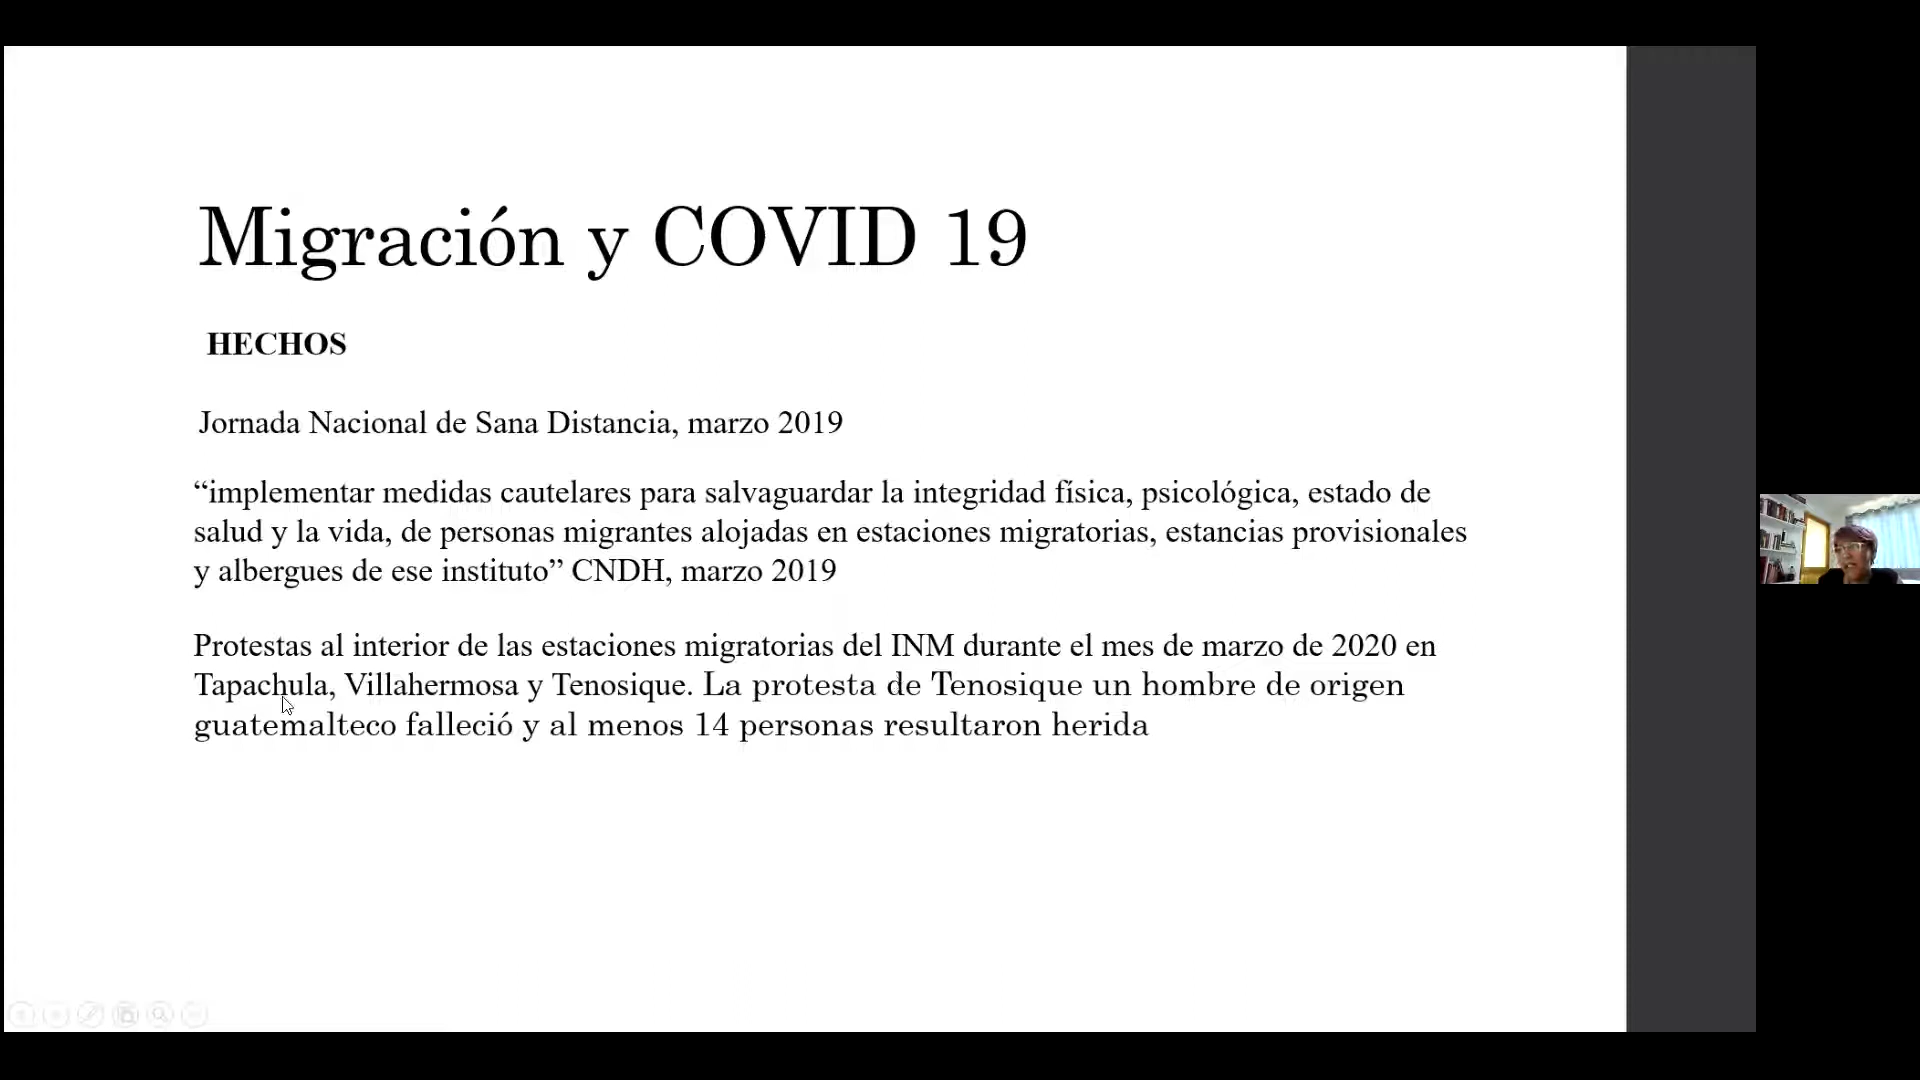 Migración y COVID 19
HECHOS
Jornada Nacional de Sana Distancia, marzo 2019
“implementar medidas cautelares para salvaguardar la integridad física, psicológica, estado de
salud y la vida, de personas migrantes alojadas en estaciones migratorias, estancias provisionales
y albergues de ese instituto” CNDH, marzo 2019
Protestas al interior de las estaciones migratorias del INM durante el mes de marzo de 2020 en
Tapachula, Villahermosa y Tenosique. La protesta de Tenosique un hombre de origen
guatemalteco falleció y al menos 14 personas resultaron herida